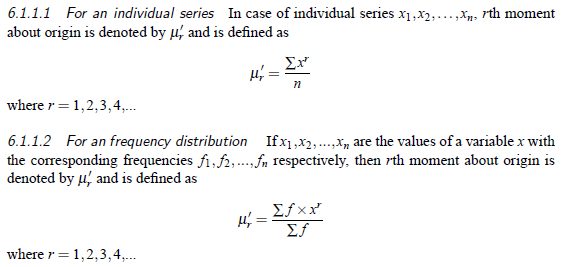 6.1.1.1 For an individual series In case of individual series x₁,x₂,...,xₙ, rth moment
about origin is denoted by μ′ᵣ and is defined as
μ′ᵣ = Σxʳ / n
where r = 1,2,3,4,...
6.1.1.2 For an frequency distribution If x₁,x₂,...,xₙ are the values of a variable x with
the corresponding frequencies f₁,f₂,...,fₙ respectively, then rth moment about origin is
denoted by μ′ᵣ and is defined as
μ′ᵣ = Σf×xʳ / Σf
where r = 1,2,3,4,...